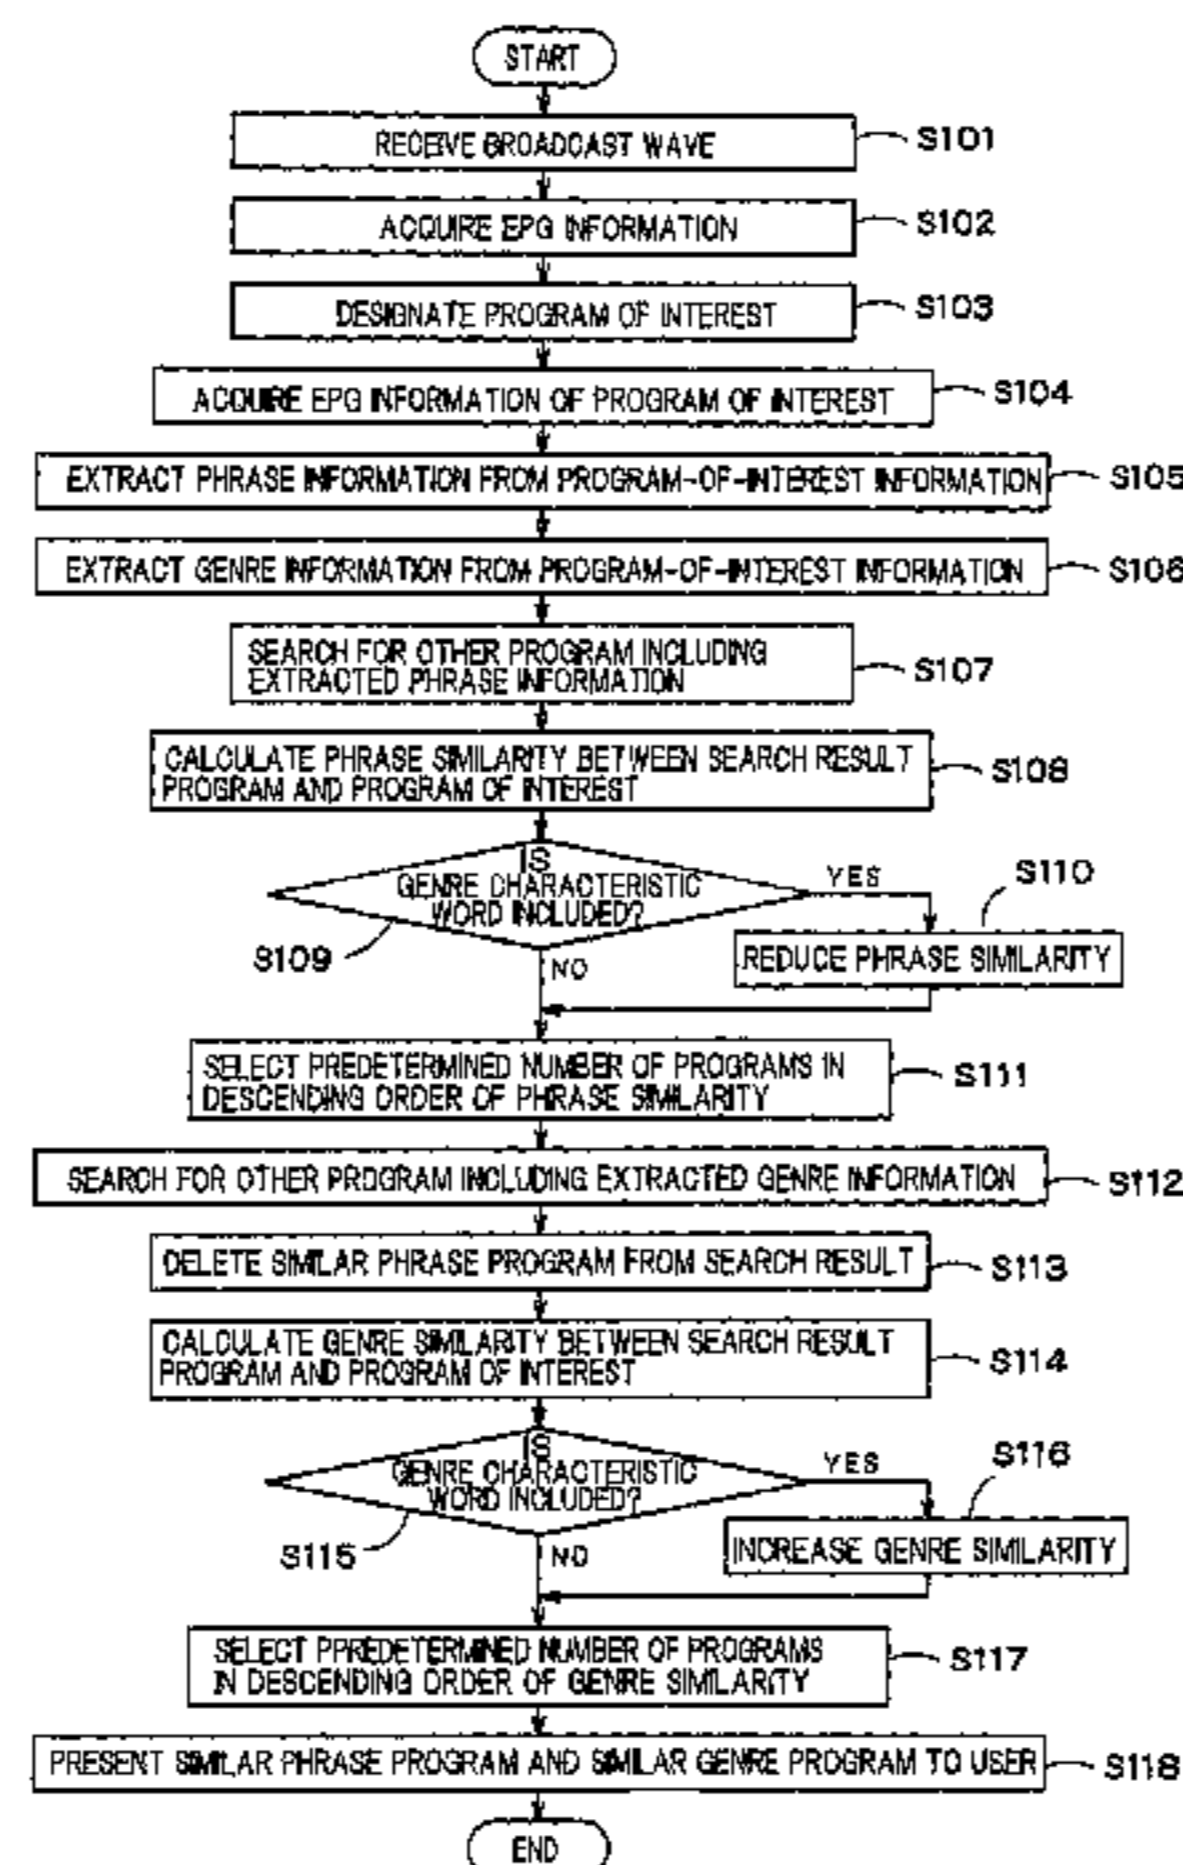 START
RECEIVE BROADCAST WAVE
S101
ACQUIRE EPG INFORMATION
S102
DESIGNATE PROGRAM OF INTEREST
S103
ACQUIRE EPG INFORMATION OF PROGRAM OF INTEREST
S104
EXTRACT PHRASE INFORMATION FROM PROGRAM-OF-INTEREST INFORMATION
S105
EXTRACT GENRE INFORMATION FROM PROGRAM-OF-INTEREST INFORMATION
S106
SEARCH FOR OTHER PROGRAM INCLUDING
EXTRACTED PHRASE INFORMATION
S107
CALCULATE PHRASE SIMILARITY BETWEEN SEARCH RESULT
PROGRAM AND PROGRAM OF INTEREST
S108
IS
GENRE CHARACTERISTIC
WORD INCLUDED?
S109
YES
S110
REDUCE PHRASE SIMILARITY
NO
SELECT PREDETERMINED NUMBER OF PROGRAMS IN
DESCENDING ORDER OF PHRASE SIMILARITY
S111
SEARCH FOR OTHER PROGRAM INCLUDING EXTRACTED GENRE INFORMATION
S112
DELETE SIMILAR PHRASE PROGRAM FROM SEARCH RESULT
S113
CALCULATE GENRE SIMILARITY BETWEEN SEARCH RESULT
PROGRAM AND PROGRAM OF INTEREST
S114
IS
GENRE CHARACTERISTIC
WORD INCLUDED?
S115
YES
S116
INCREASE GENRE SIMILARITY
NO
SELECT PPREDETERMINED NUMBER OF PROGRAMS
IN DESCENDING ORDER OF GENRE SIMILARITY
S117
PRESENT SIMILAR PHRASE PROGRAM AND SIMILAR GENRE PROGRAM TO USER
S118
END